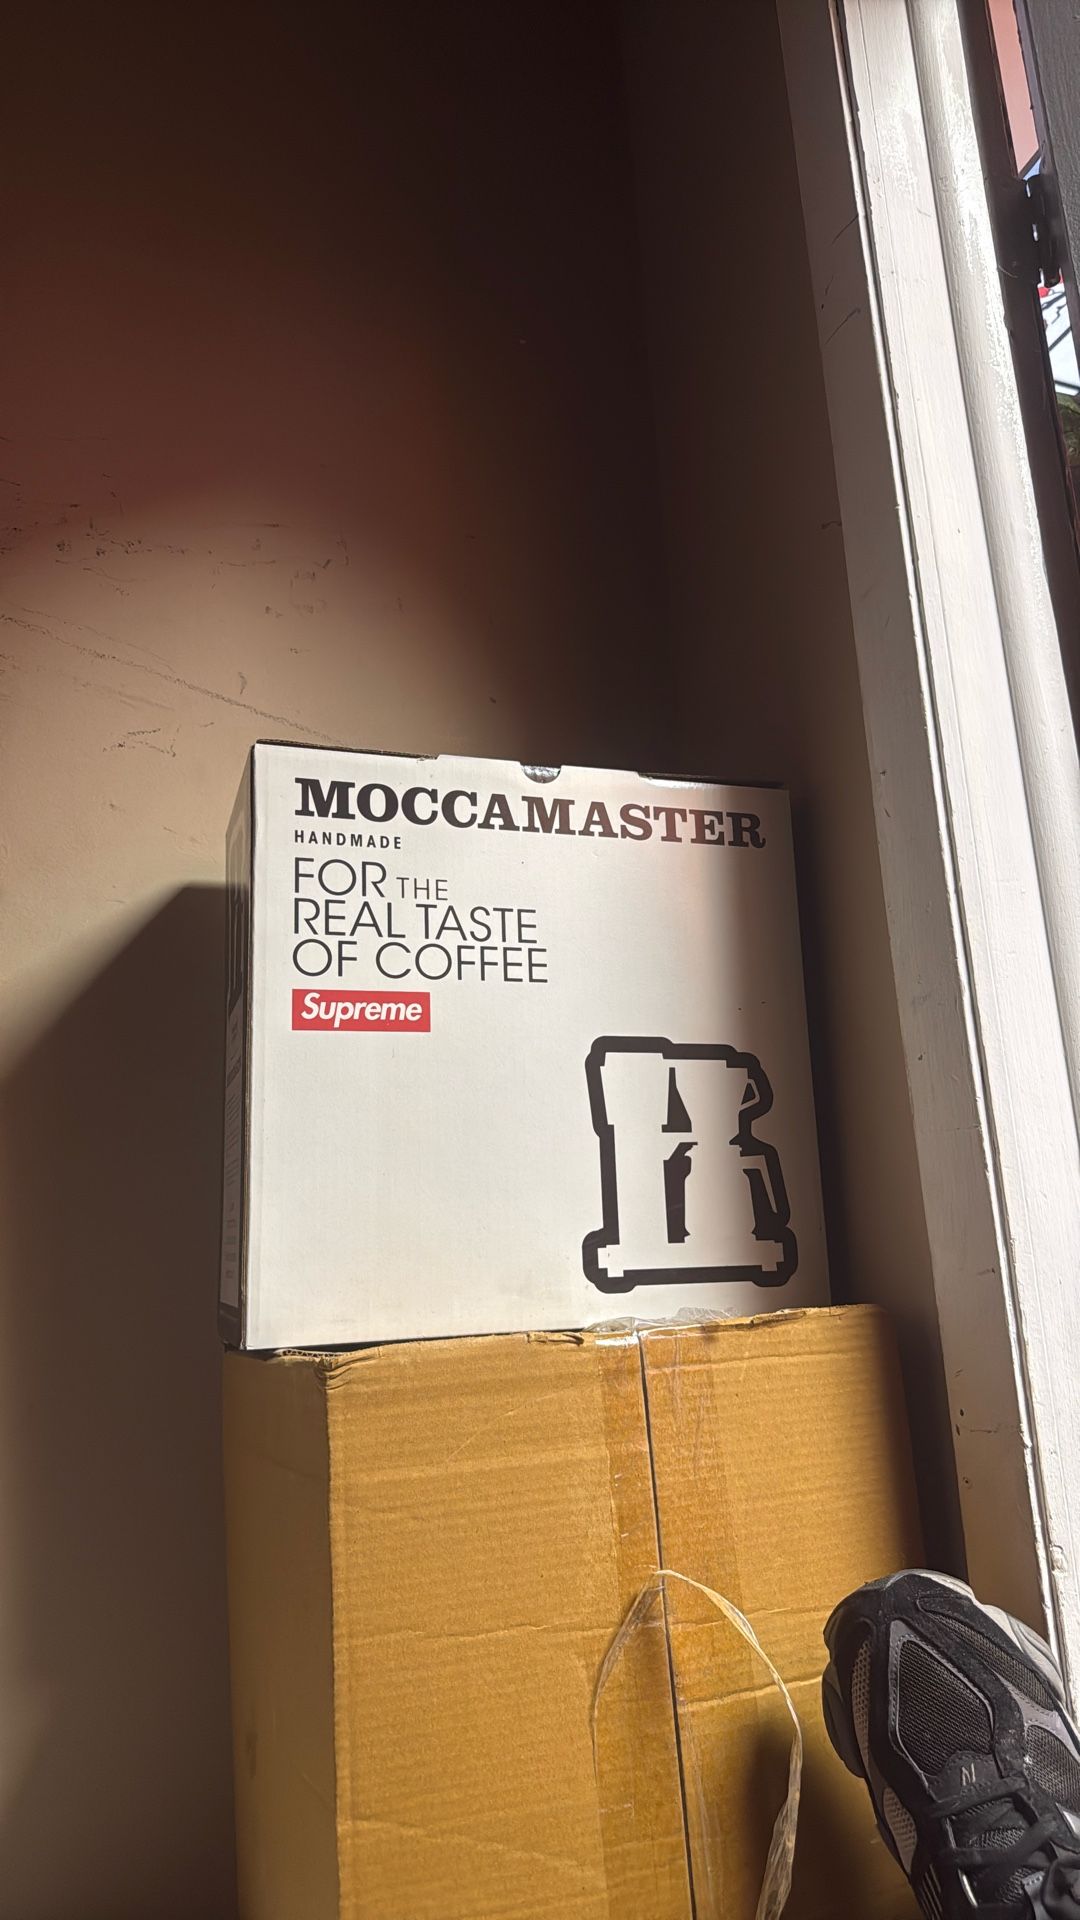 MOCCAMASTER
HANDMADE
FOR THE
REAL TASTE
OF COFFEE
Supreme
N